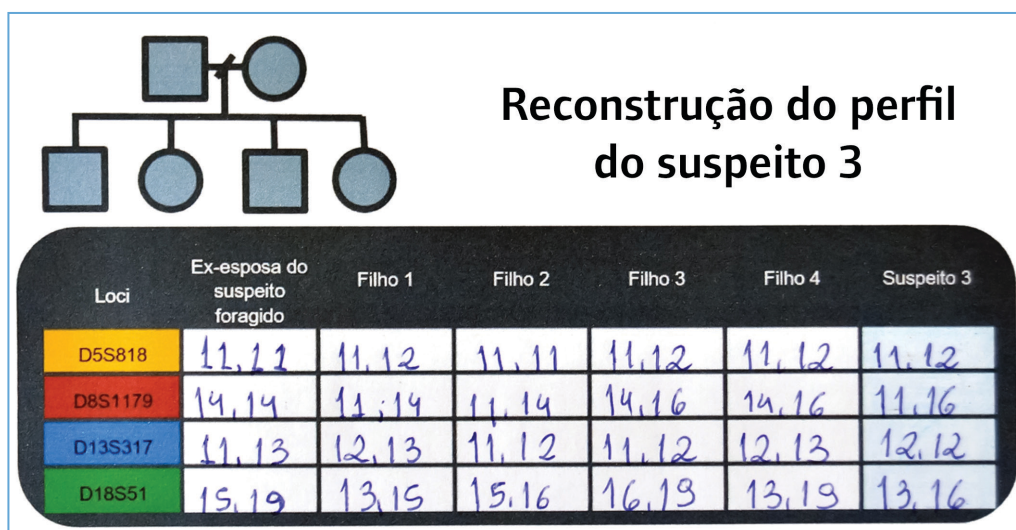 Reconstrução do perfil
do suspeito 3
Loci Ex-esposa do suspeito foragido Filho 1 Filho 2 Filho 3 Filho 4 Suspeito 3
D5S818 11,11 11,12 11,11 11,12 11,12 11,12
D8S1179 14,14 11,14 11,14 14,16 14,16 11,16
D13S317 11,13 12,13 11,12 11,12 12,13 12,12
D18S51 15,19 13,15 15,16 16,19 13,19 13,16